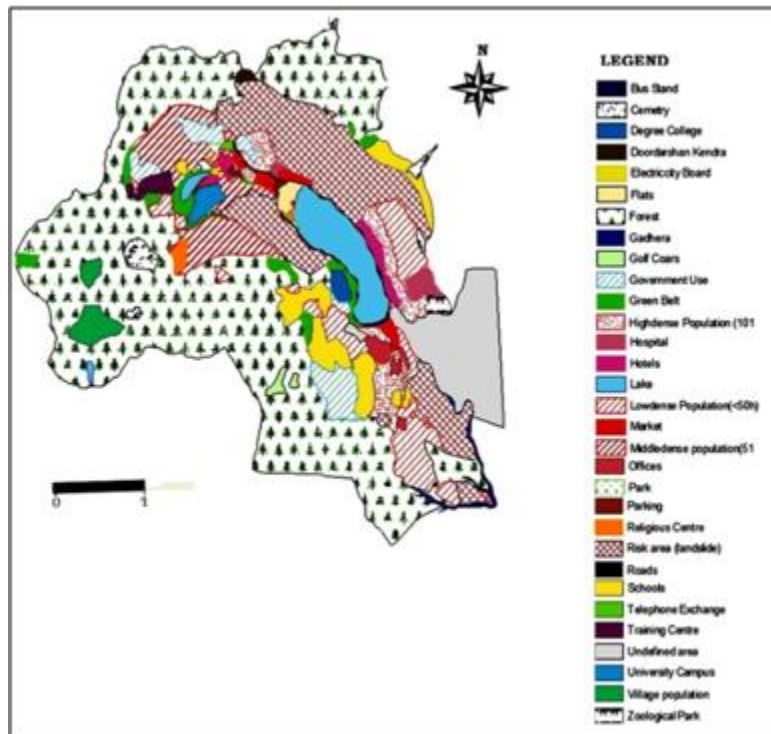 N
LEGEND
Bus Stand
Cemetry
Degree College
Doordarshan Kendra
Electricity Board
Flats
Forest
Gadhera
Golf Coars
Government Use
Green Belt
Highdense Population (101
Hospital
Hotels
Lake
Lowdense Population(<50h)
Market
Middledense population(51
Offices
Park
Parking
Religious Centre
Risk area (landslide)
Roads
Schools
Telephone Exchange
Training Centre
Undefined area
University Campus
Village population
Zoological Park
0 1